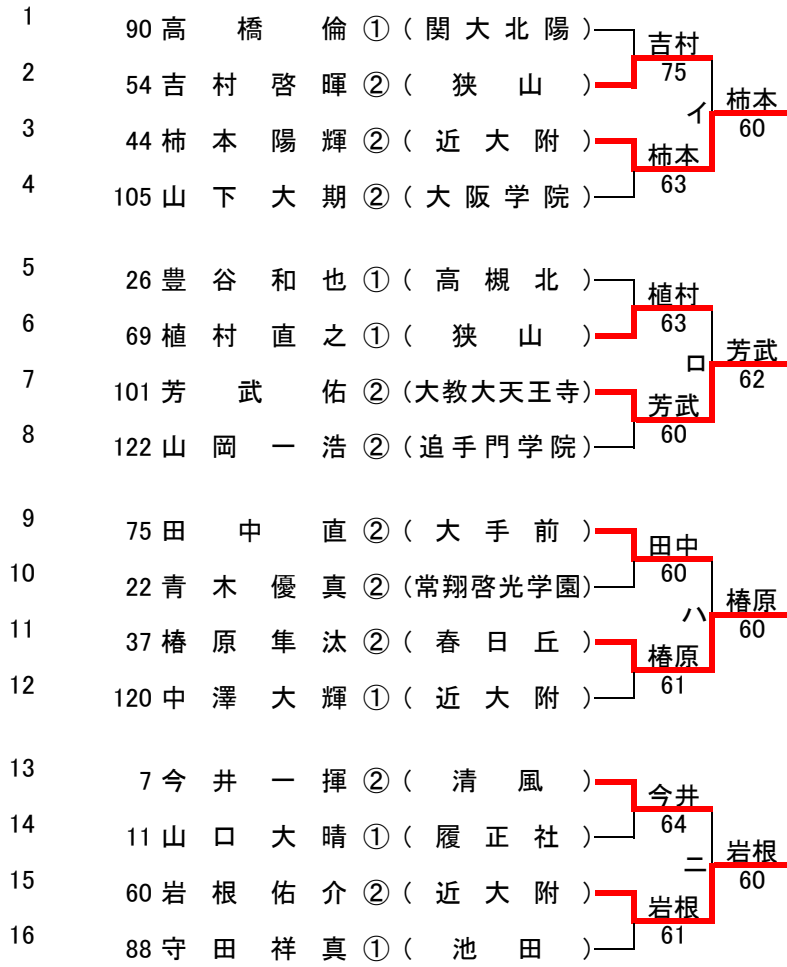 1 90 高橋倫 ① (関大北陽)
吉村
75
2 54 吉村啓暉 ② (狭山)
イ 柿本
60
3 44 柿本陽輝 ② (近大附)
柿本
63
4 105 山下大期 ② (大阪学院)
5 26 豊谷和也 ① (高槻北)
植村
63
6 69 植村直之 ① (狭山)
ロ 芳武
62
7 101 芳武佑 ② (大教大天王寺)
芳武
60
8 122 山岡一浩 ② (追手門学院)
9 75 田中直 ② (大手前)
田中
60
10 22 青木優真 ② (常翔啓光学園)
ハ 椿原
60
11 37 椿原隼汰 ② (春日丘)
椿原
61
12 120 中澤大輝 ① (近大附)
13 7 今井一揮 ② (清風)
今井
64
14 11 山口大晴 ① (履正社)
ニ 岩根
60
15 60 岩根佑介 ② (近大附)
岩根
61
16 88 守田祥真 ① (池田)